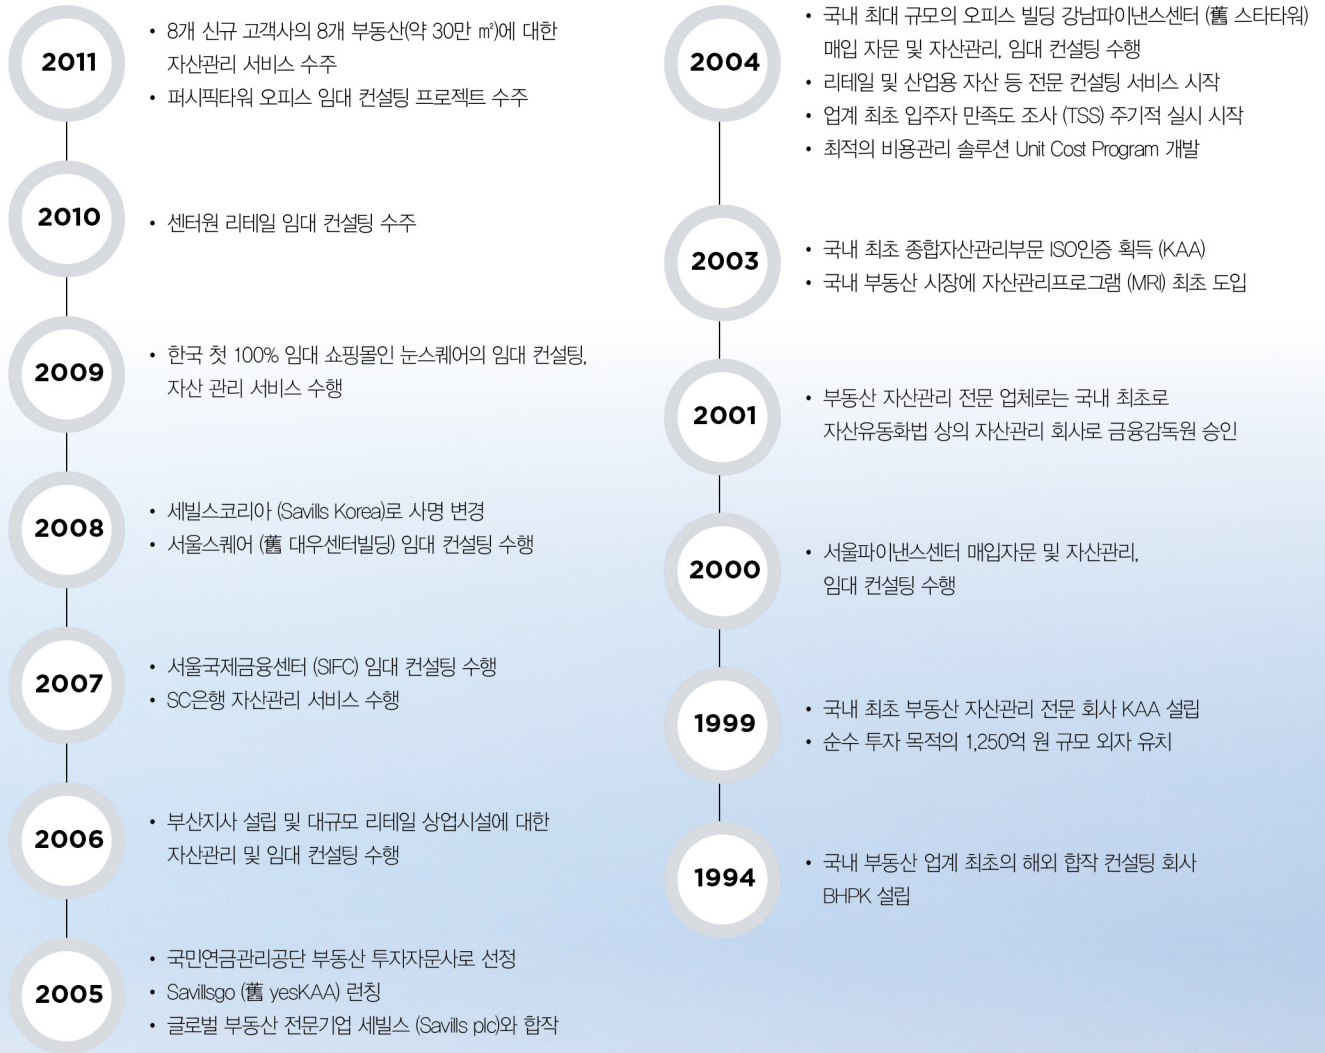 2011
• 8개 신규 고객사의 8개 부동산(약 30만 ㎡)에 대한
자산관리 서비스 수주
• 퍼시픽타워 오피스 임대 컨설팅 프로젝트 수주
2010
• 센터원 리테일 임대 컨설팅 수주
2009
• 한국 첫 100% 임대 쇼핑몰인 눈스퀘어의 임대 컨설팅,
자산 관리 서비스 수행
2008
• 세빌스코리아 (Savills Korea)로 사명 변경
• 서울스퀘어 (舊 대우센터빌딩) 임대 컨설팅 수행
2007
• 서울국제금융센터 (SIFC) 임대 컨설팅 수행
• SC은행 자산관리 서비스 수행
2006
• 부산지사 설립 및 대규모 리테일 상업시설에 대한
자산관리 및 임대 컨설팅 수행
2005
• 국민연금관리공단 부동산 투자자문사로 선정
• Savillsgo (舊 yesKAA) 런칭
• 글로벌 부동산 전문기업 세빌스 (Savills plc)와 합작
2004
• 국내 최대 규모의 오피스 빌딩 강남파이낸스센터 (舊 스타타워)
매입 자문 및 자산관리, 임대 컨설팅 수행
• 리테일 및 산업용 자산 등 전문 컨설팅 서비스 시작
• 업계 최초 입주자 만족도 조사 (TSS) 주기적 실시 시작
• 최적의 비용관리 솔루션 Unit Cost Program 개발
2003
• 국내 최초 종합자산관리부문 ISO인증 획득 (KAA)
• 국내 부동산 시장에 자산관리프로그램 (MRI) 최초 도입
2001
• 부동산 자산관리 전문 업체로는 국내 최초로
자산유동화법 상의 자산관리 회사로 금융감독원 승인
2000
• 서울파이낸스센터 매입자문 및 자산관리,
임대 컨설팅 수행
1999
• 국내 최초 부동산 자산관리 전문 회사 KAA 설립
• 순수 투자 목적의 1,250억 원 규모 외자 유치
1994
• 국내 부동산 업계 최초의 해외 합작 컨설팅 회사
BHPK 설립